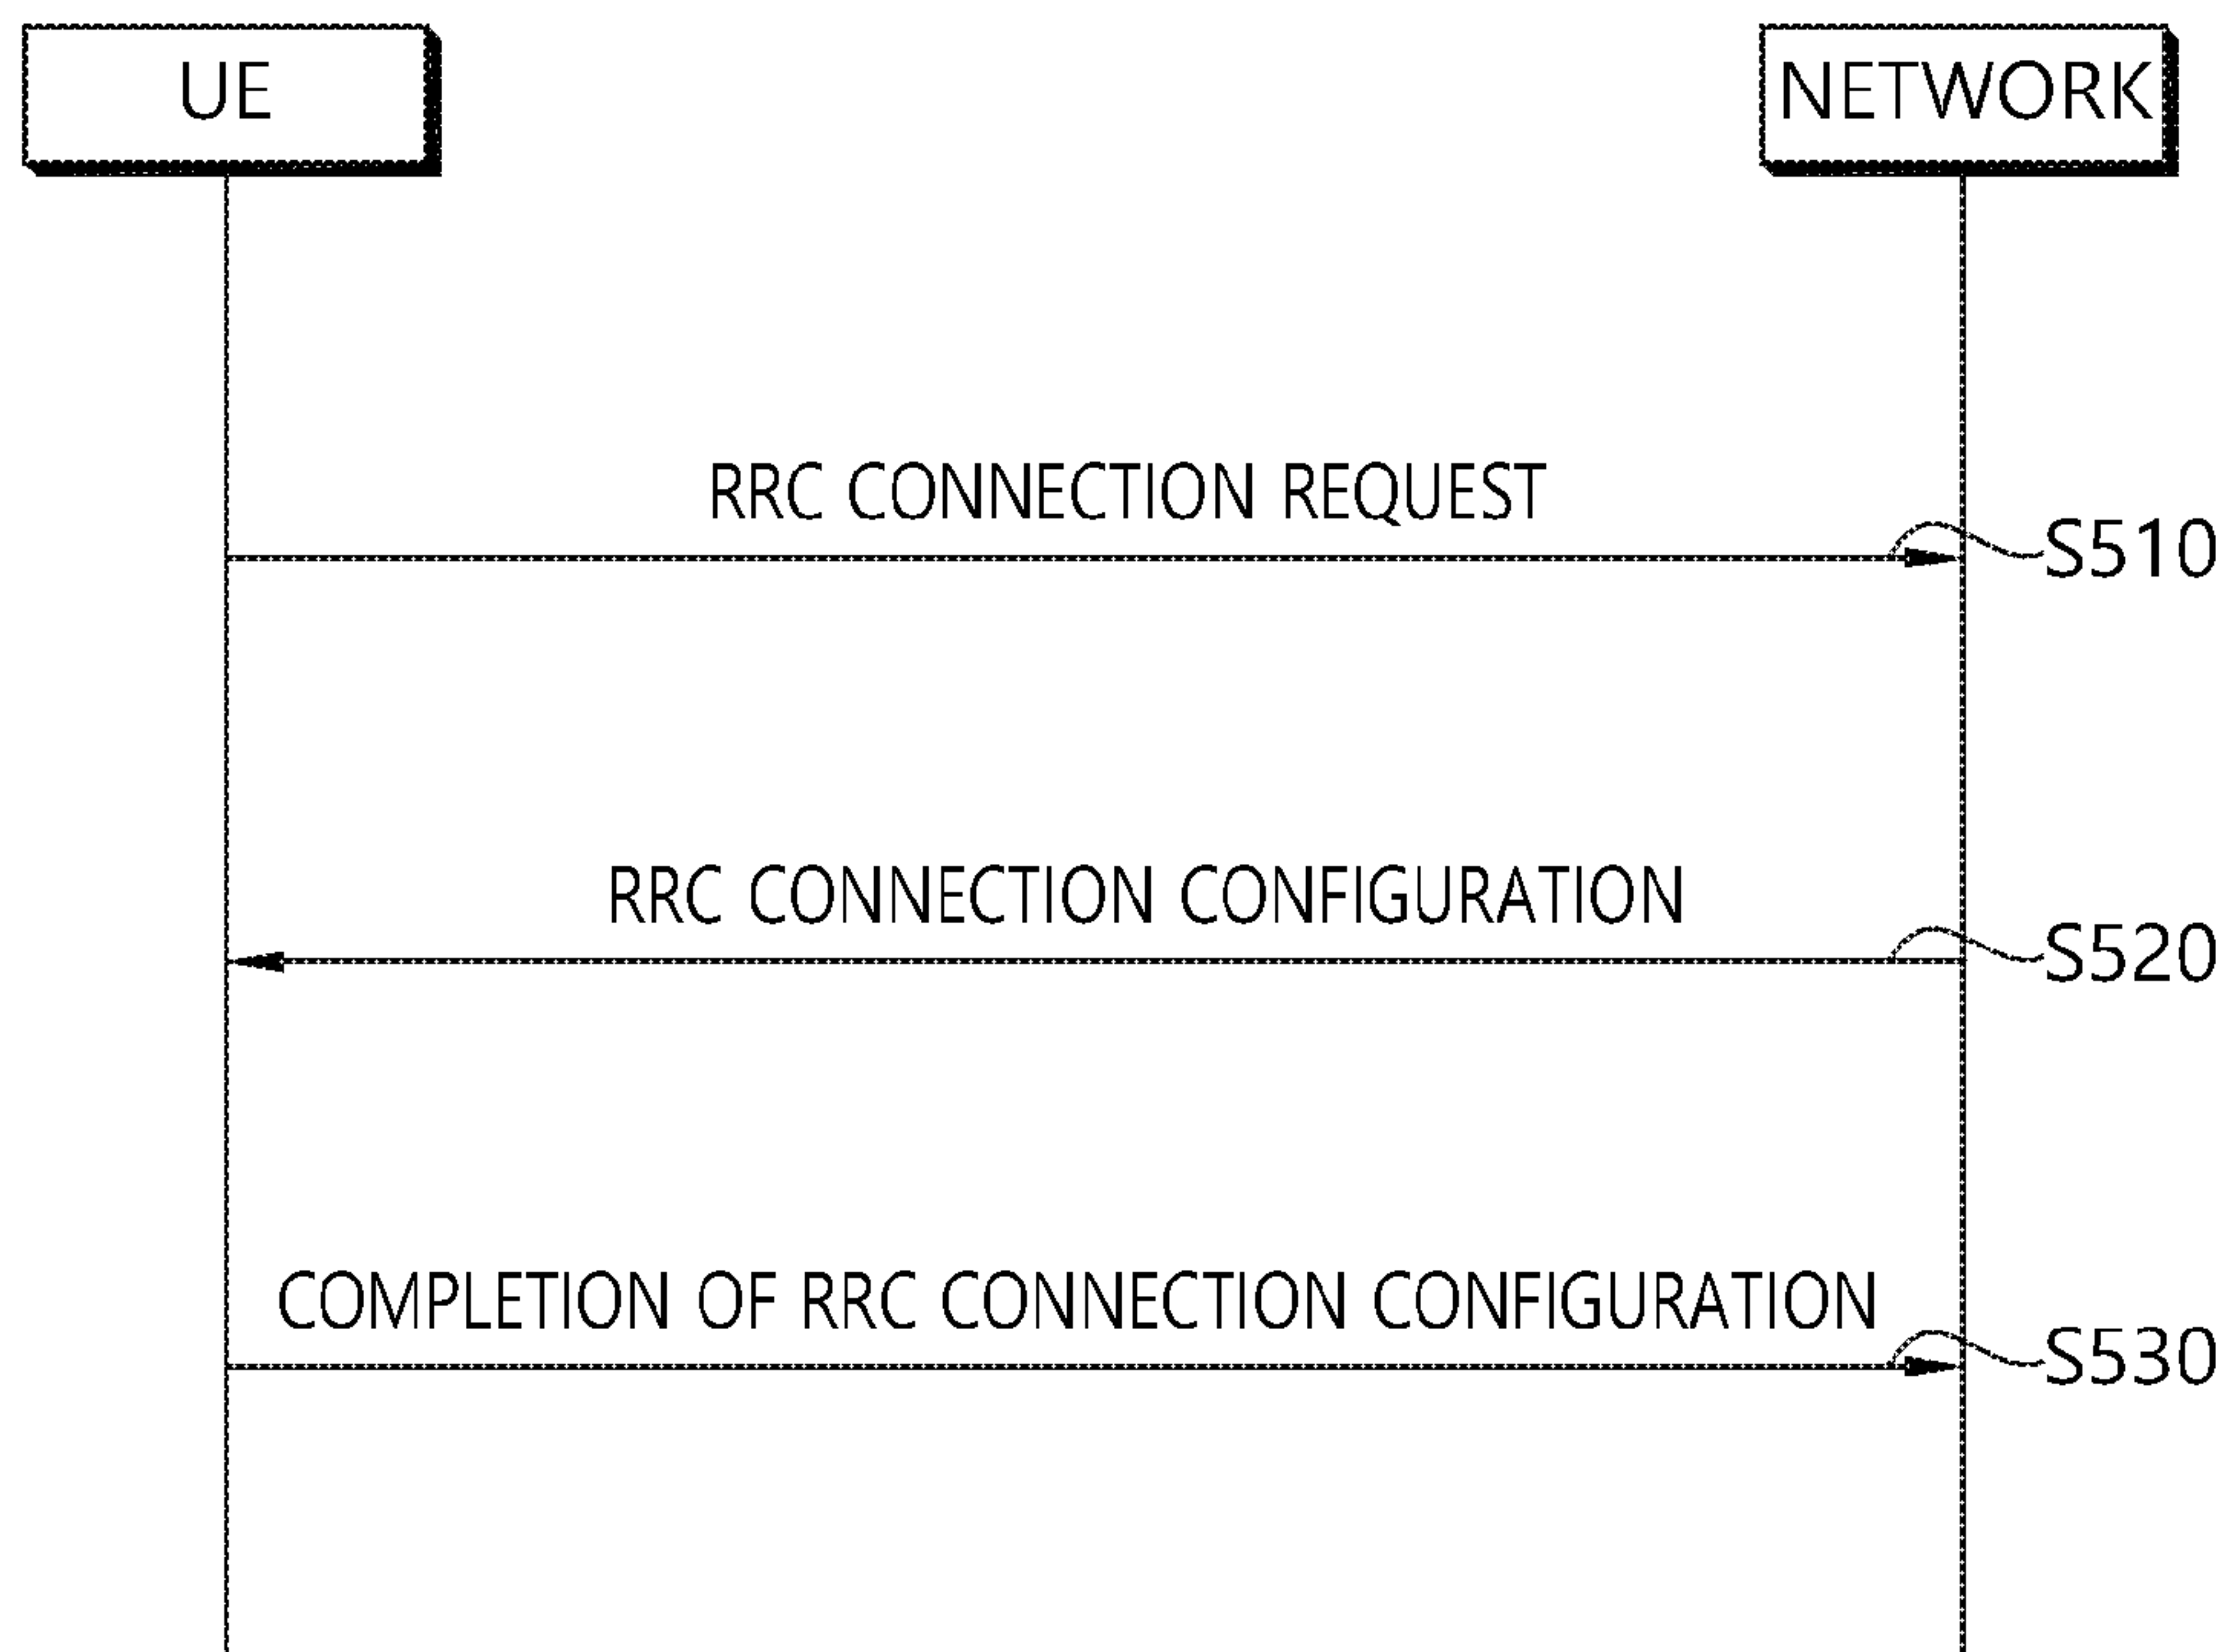 UE
NETWORK
RRC CONNECTION REQUEST
S510
RRC CONNECTION CONFIGURATION
S520
COMPLETION OF RRC CONNECTION CONFIGURATION
S530